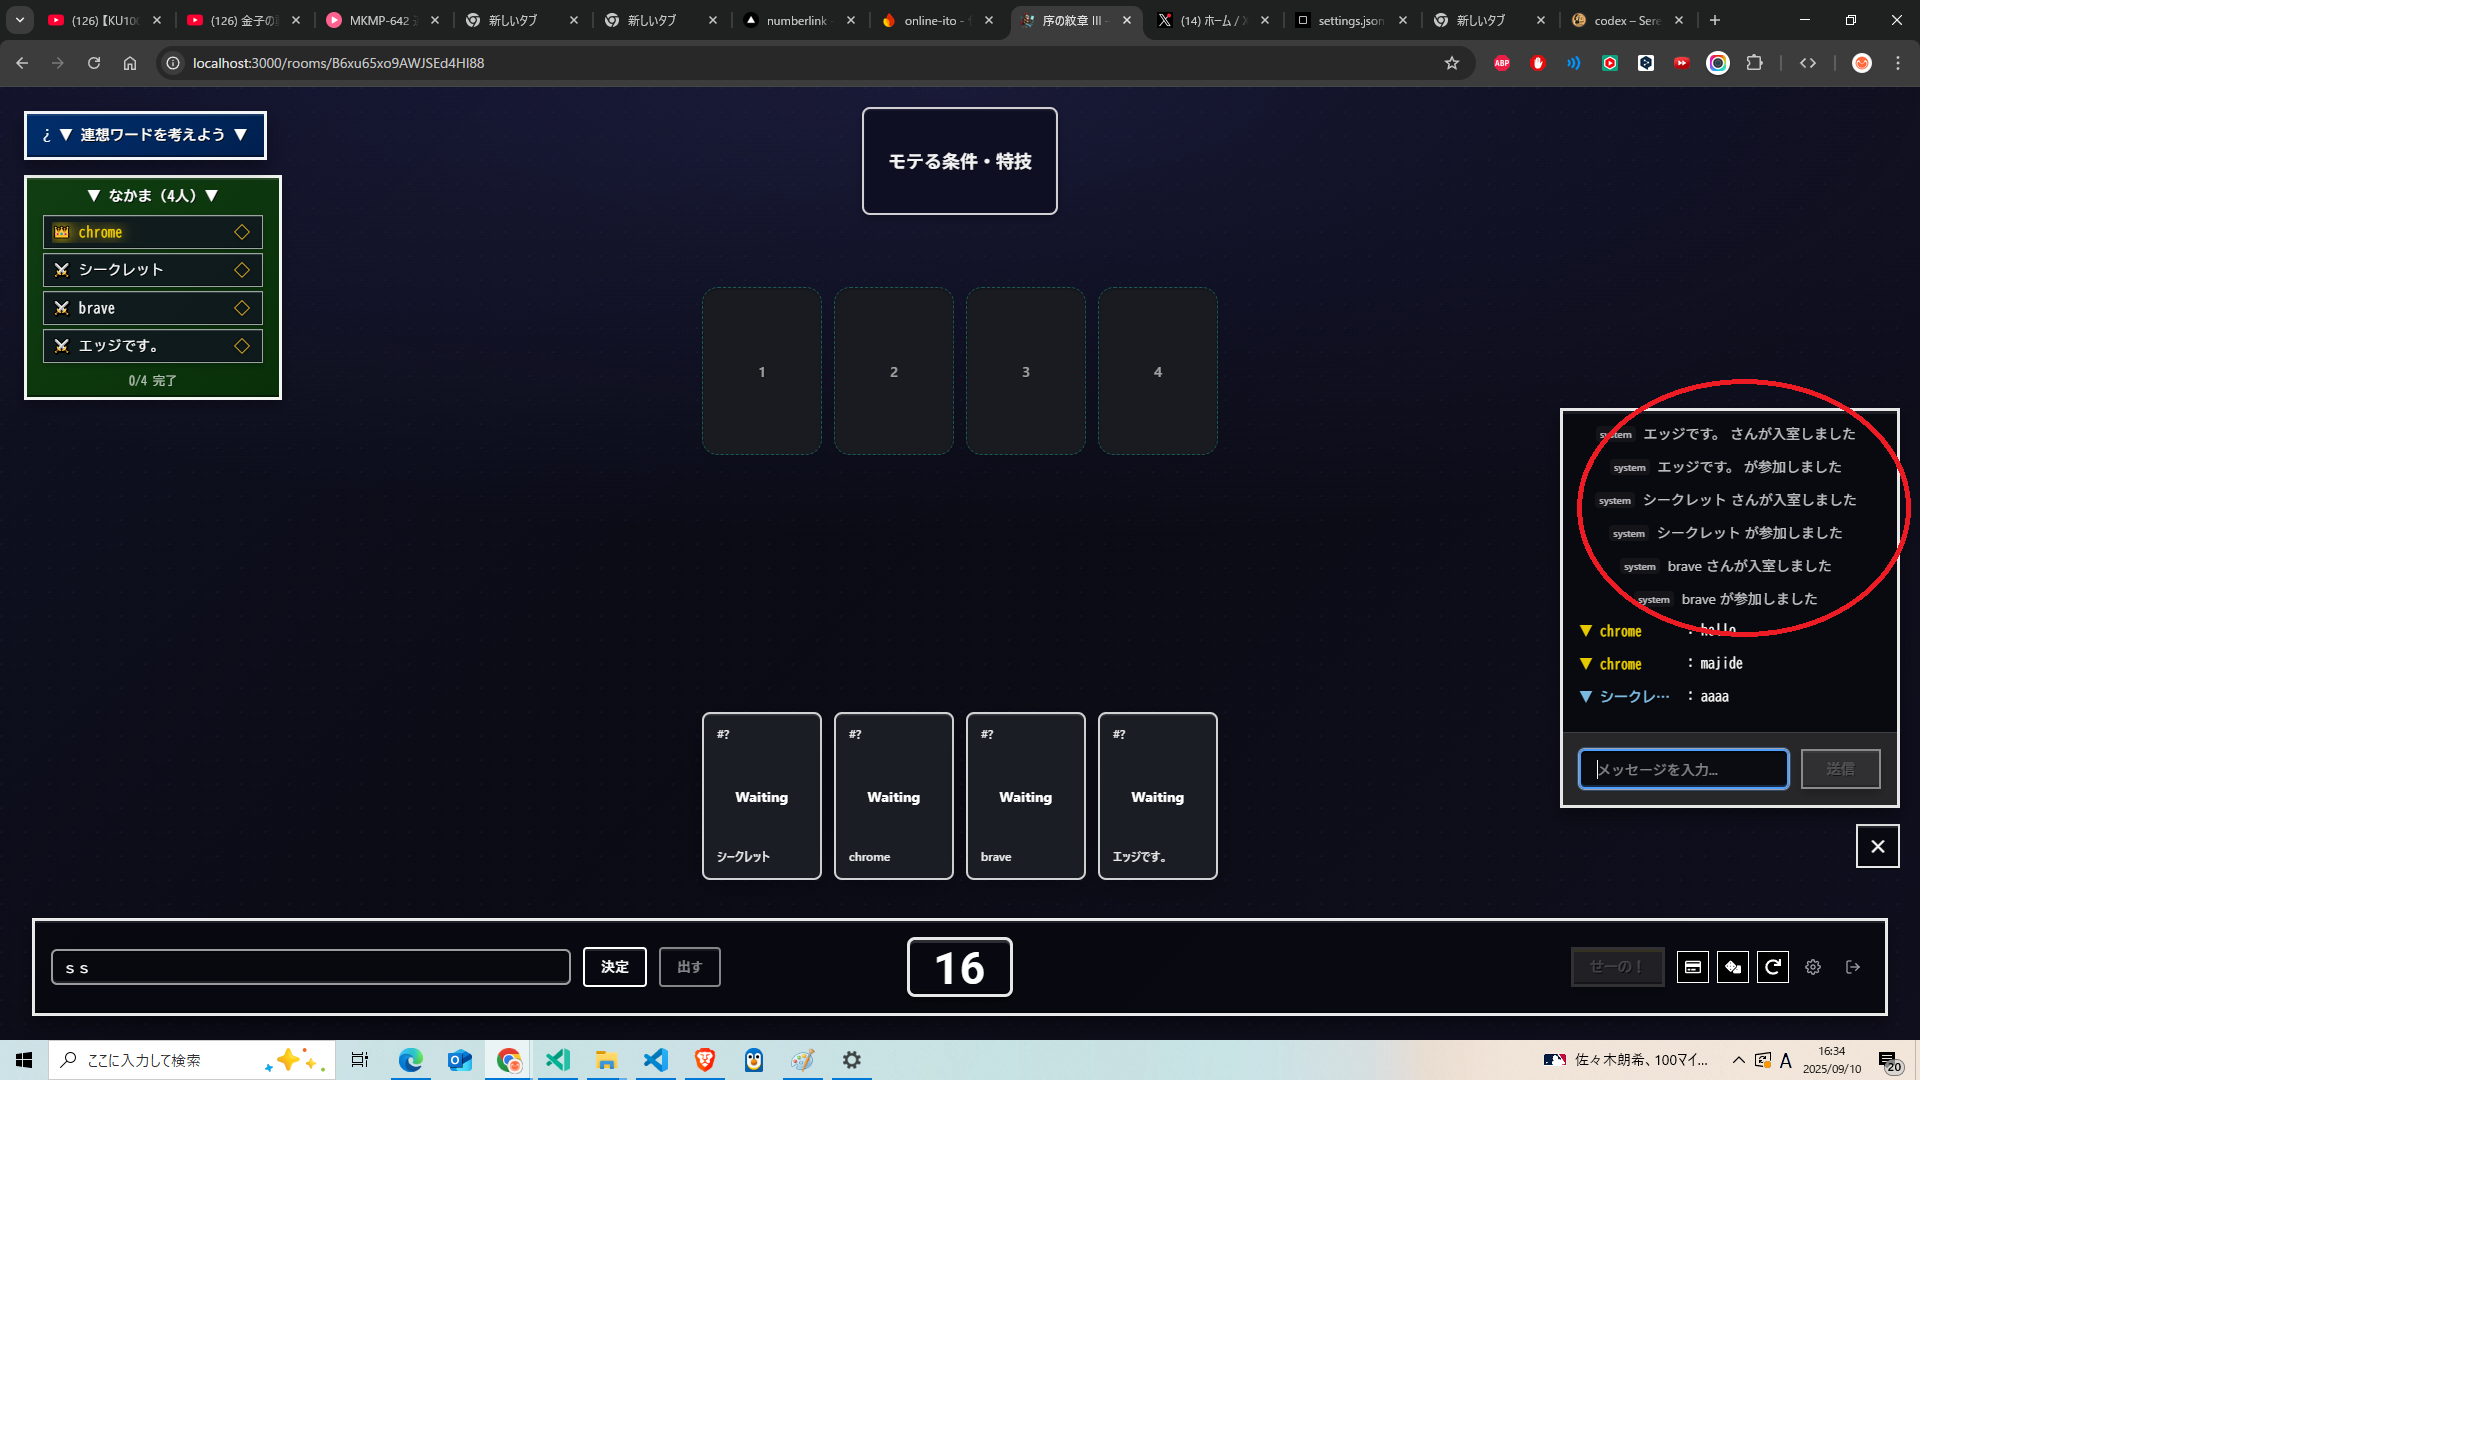 (126) 【KU10
(126) 金子の
MKMP-642
新しいタブ
新しいタブ
numberlink
online-ito -
序の紋章 III -
(14) ホーム /
settings.json
新しいタブ
codex – Sere
localhost:3000/rooms/B6xu65xo9AWJSEd4HI88
ABP
¿ ▼ 連想ワードを考えよう ▼
モテる条件・特技
▼ なかま（4人）▼
chrome
シークレット
brave
エッジです。
0/4 完了
1
2
3
4
system エッジです。 さんが入室しました
system エッジです。 が参加しました
system シークレット さんが入室しました
system シークレット が参加しました
system brave さんが入室しました
system brave が参加しました
▼ chrome : hello
▼ chrome : majide
▼ シークレ… : aaaa
メッセージを入力...
送信
#?
Waiting
シークレット
#?
Waiting
chrome
#?
Waiting
brave
#?
Waiting
エッジです。
ｓｓ
決定
出す
16
せーの！
ここに入力して検索
佐々木朗希、100マイ...
A
16:34
2025/09/10
20